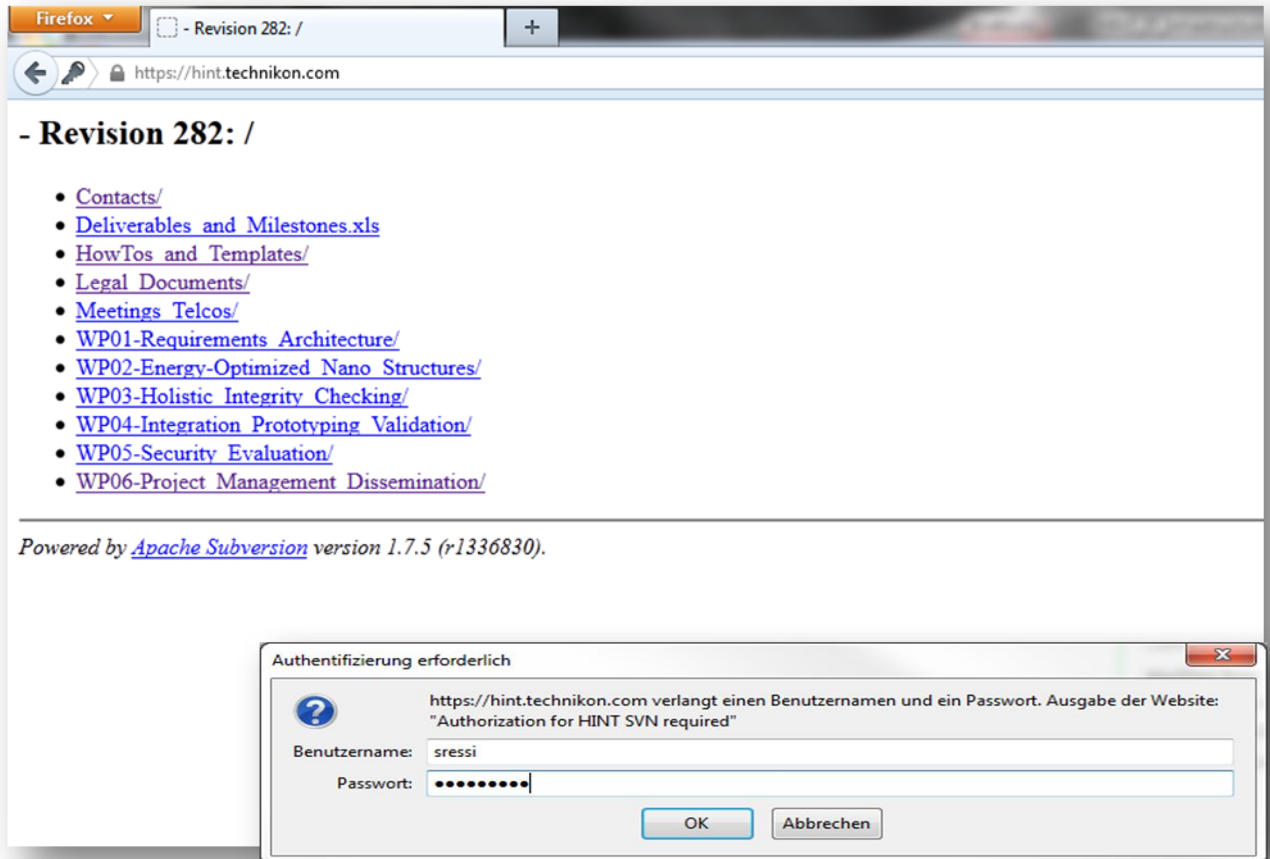 Firefox
- Revision 282: /
+
https://hint.technikon.com
- Revision 282: /
Contacts/
Deliverables_and_Milestones.xls
HowTos_and_Templates/
Legal_Documents/
Meetings_Telcos/
WP01-Requirements_Architecture/
WP02-Energy-Optimized_Nano_Structures/
WP03-Holistic_Integrity_Checking/
WP04-Integration_Prototyping_Validation/
WP05-Security_Evaluation/
WP06-Project_Management_Dissemination/
Powered by Apache Subversion version 1.7.5 (r1336830).
Authentifizierung erforderlich
https://hint.technikon.com verlangt einen Benutzernamen und ein Passwort. Ausgabe der Website:
"Authorization for HINT SVN required"
Benutzername: sressi
Passwort: •••••••••
OK Abbrechen